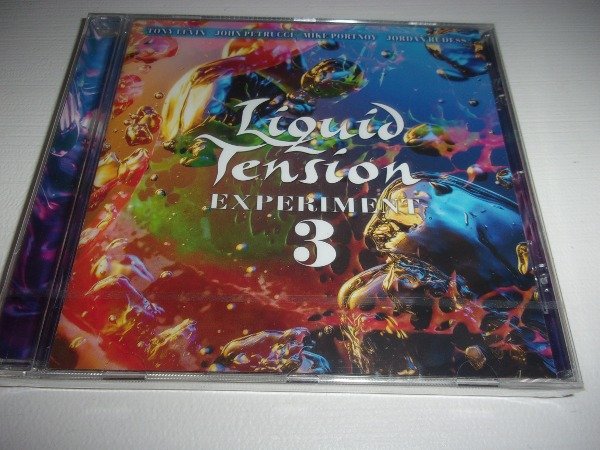 TONY LEVIN JOHN PETRUCCI MIKE PORTNOY JORDAN RUDESS
Liquid
Tension
EXPERIMENT
3